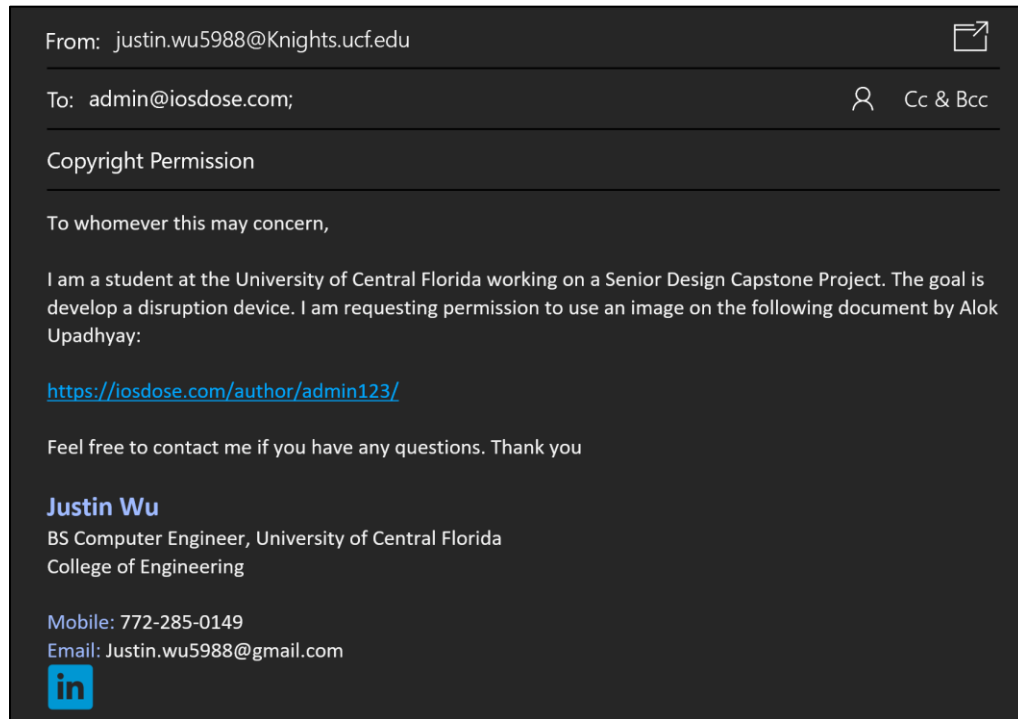 From: justin.wu5988@Knights.ucf.edu
To: admin@iosdose.com;
Cc & Bcc
Copyright Permission
To whomever this may concern,
I am a student at the University of Central Florida working on a Senior Design Capstone Project. The goal is
develop a disruption device. I am requesting permission to use an image on the following document by Alok
Upadhyay:
https://iosdose.com/author/admin123/
Feel free to contact me if you have any questions. Thank you
Justin Wu
BS Computer Engineer, University of Central Florida
College of Engineering
Mobile: 772-285-0149
Email: Justin.wu5988@gmail.com
in